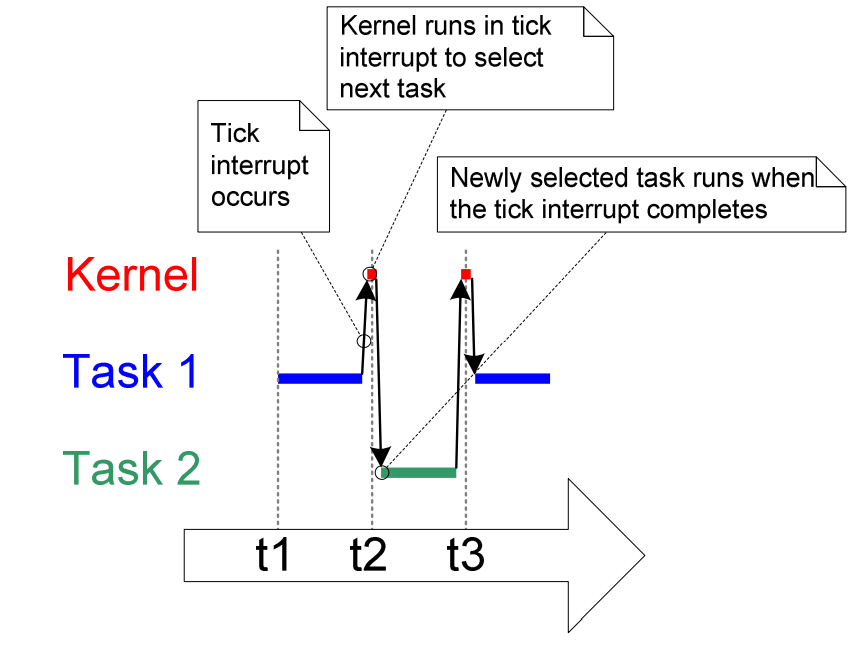 Kernel runs in tick
interrupt to select
next task
Tick
interrupt
occurs
Newly selected task runs when
the tick interrupt completes
Kernel
Task 1
Task 2
t1 t2 t3